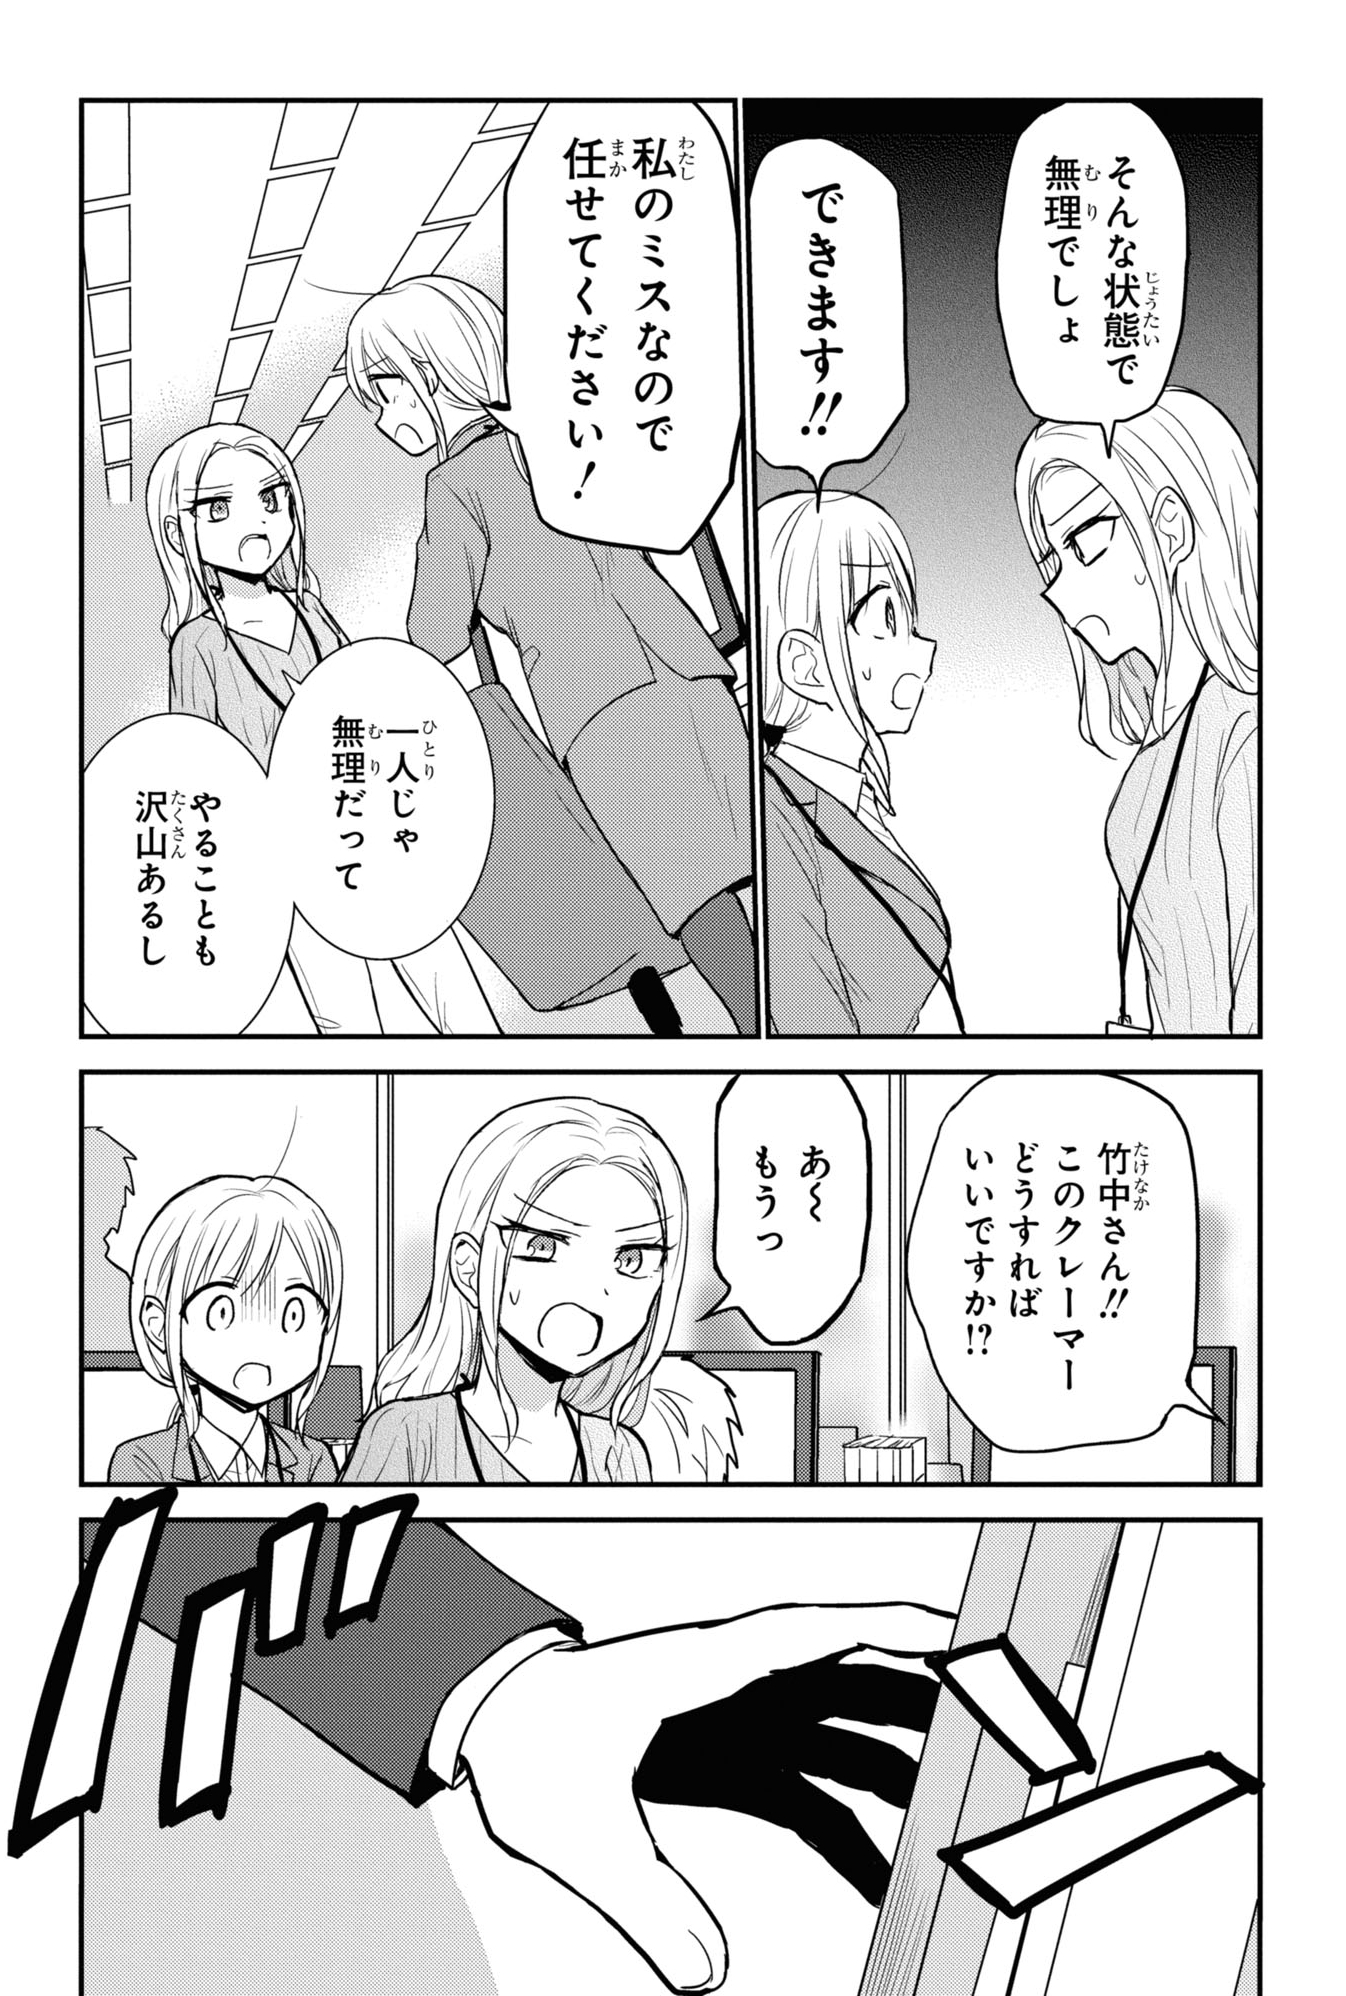 そんな状態で
無理でしょ
できます!!
私のミスなので
任せてください!
一人じゃ
無理だって
やることも
沢山あるし
竹中さん!!
このクレーマー
どうすれば
いいですか!?
あ〜
もうっ
バンッ